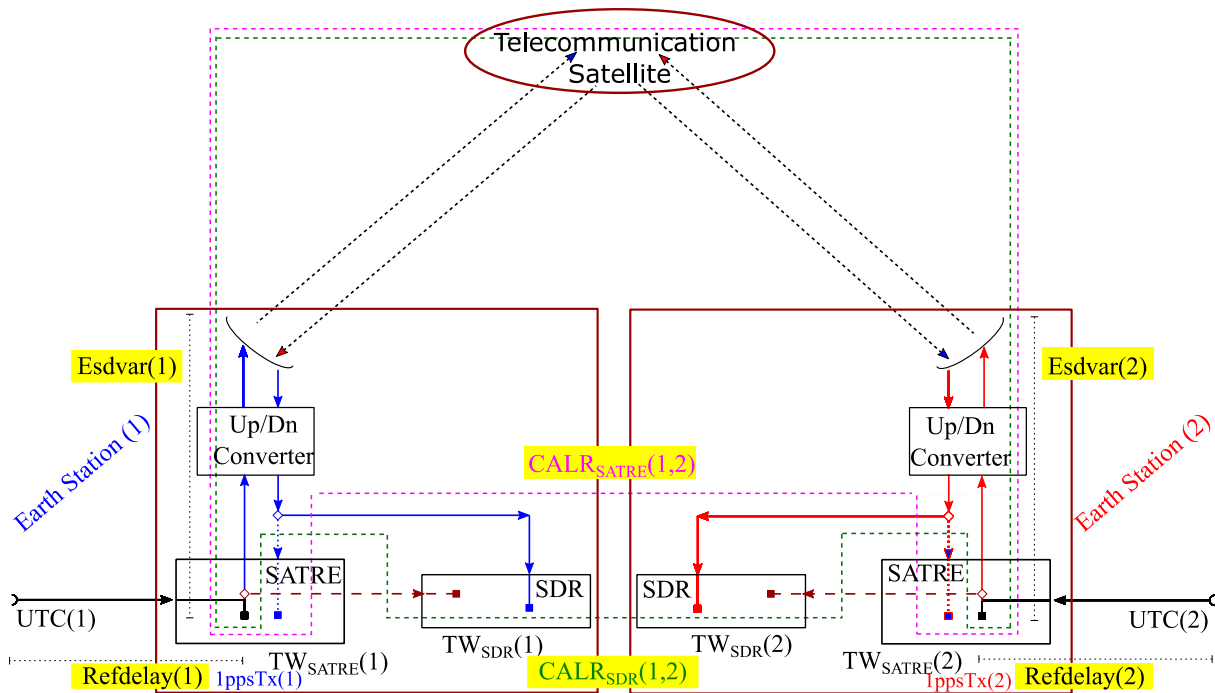 Telecommunication
Satellite
Esdvar(1)
Esdvar(2)
Earth Station (1)
Earth Station (2)
Up/Dn
Converter
Up/Dn
Converter
CALR_SATRE(1,2)
SATRE
SDR
SDR
SATRE
UTC(1)
UTC(2)
TW_SATRE(1)
TW_SDR(1)
TW_SDR(2)
TW_SATRE(2)
Refdelay(1)
1ppsTx(1)
CALR_SDR(1,2)
1ppsTx(2)
Refdelay(2)